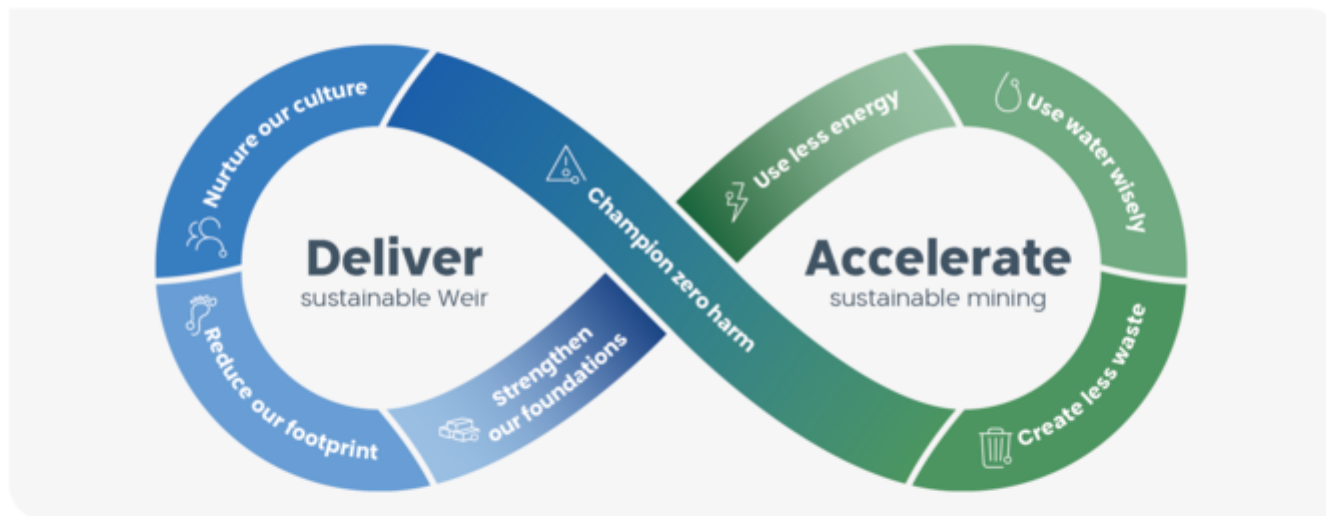 Nurture our culture
Deliver
sustainable Weir
Reduce our footprint
Strengthen
our foundations
Champion zero harm
Use less energy
Use water wisely
Accelerate
sustainable mining
Create less waste